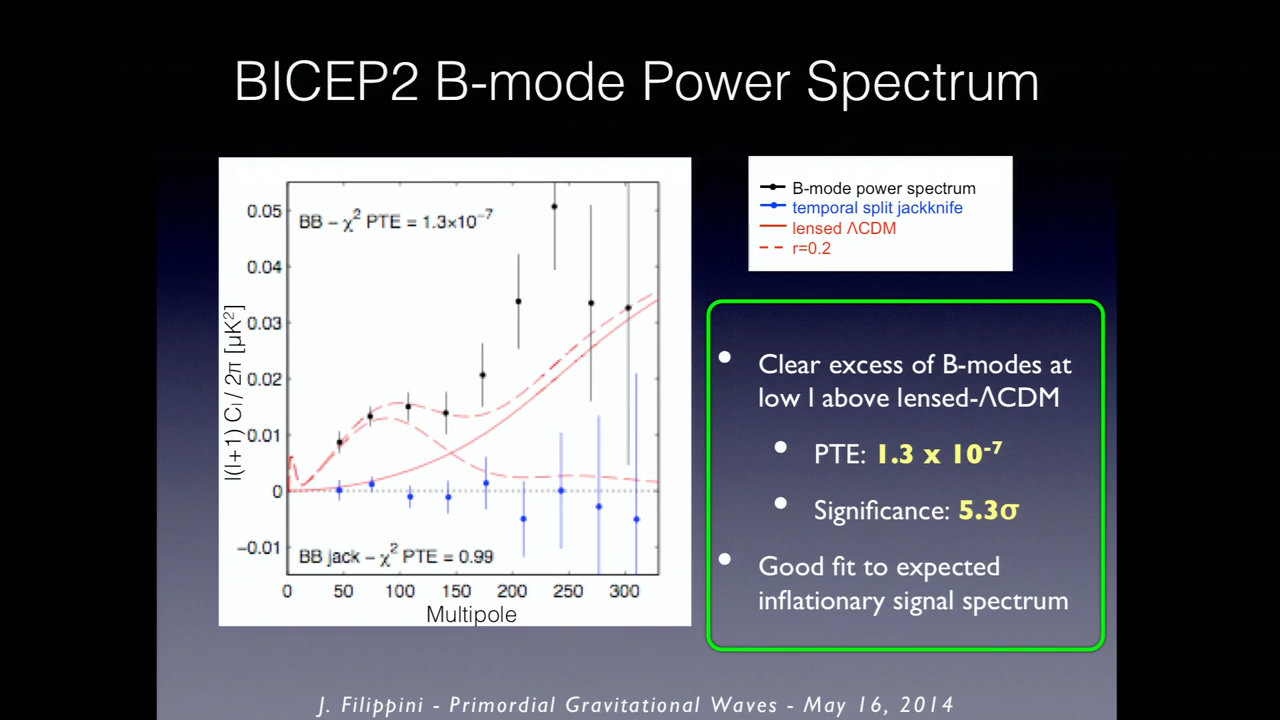 BICEP2 B-mode Power Spectrum
BB – χ² PTE = 1.3×10⁻⁷
0.05
0.04
0.03
0.02
0.01
0
−0.01
l(l+1) Cl / 2π [μK²]
BB jack – χ² PTE = 0.99
0 50 100 150 200 250 300
Multipole
B-mode power spectrum
temporal split jackknife
lensed ΛCDM
r=0.2
• Clear excess of B-modes at
low l above lensed-ΛCDM
• PTE: 1.3 x 10⁻⁷
• Significance: 5.3σ
• Good fit to expected
inflationary signal spectrum
J. Filippini - Primordial Gravitational Waves - May 16, 2014